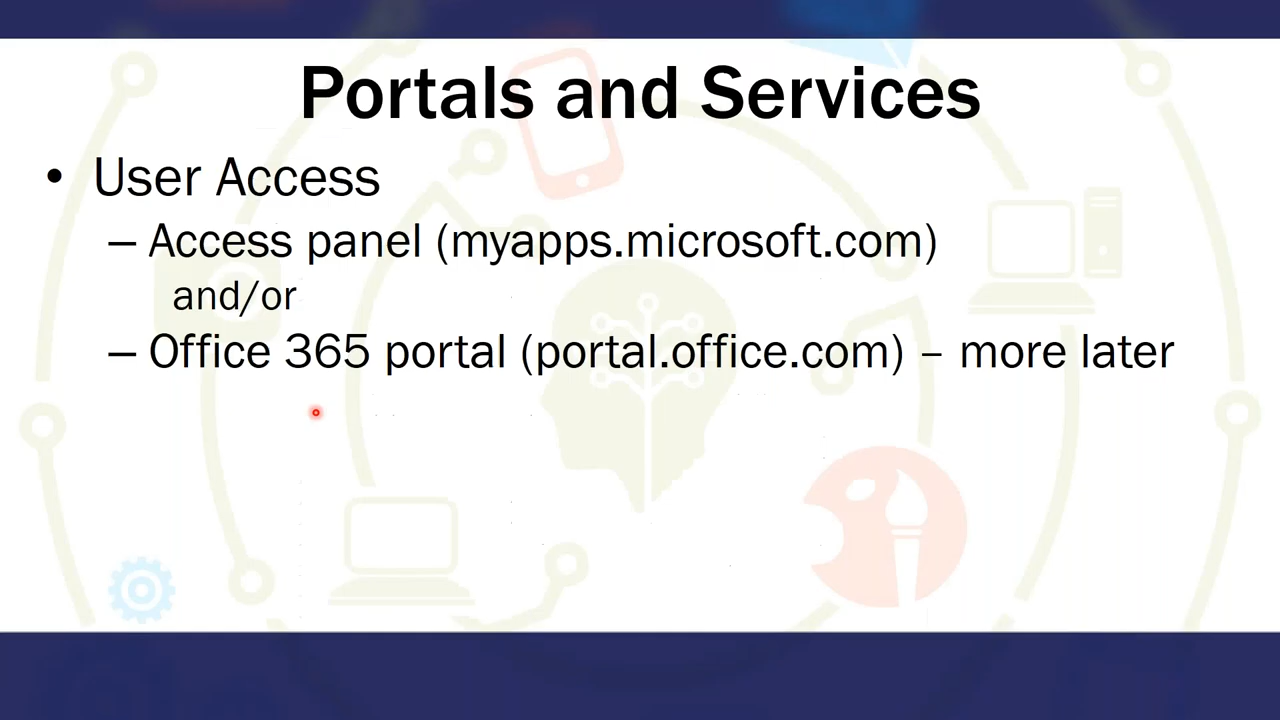 Portals and Services
• User Access
– Access panel (myapps.microsoft.com)
and/or
– Office 365 portal (portal.office.com) – more later